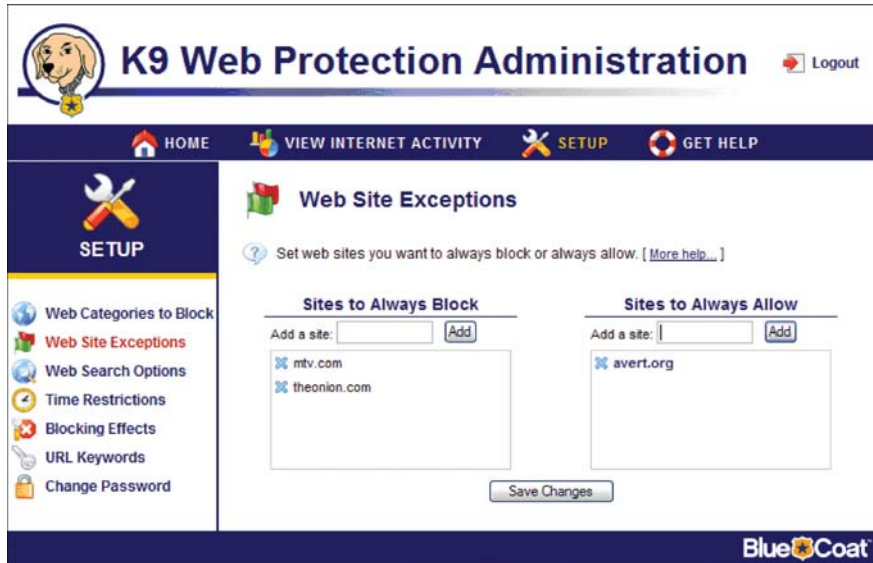 K9 Web Protection Administration
Logout
HOME
VIEW INTERNET ACTIVITY
SETUP
GET HELP
SETUP
Web Categories to Block
Web Site Exceptions
Web Search Options
Time Restrictions
Blocking Effects
URL Keywords
Change Password
Web Site Exceptions
Set web sites you want to always block or always allow. [ More help... ]
Sites to Always Block
Add a site:
Add
mtv.com
theonion.com
Sites to Always Allow
Add a site:
Add
avert.org
Save Changes
Blue Coat